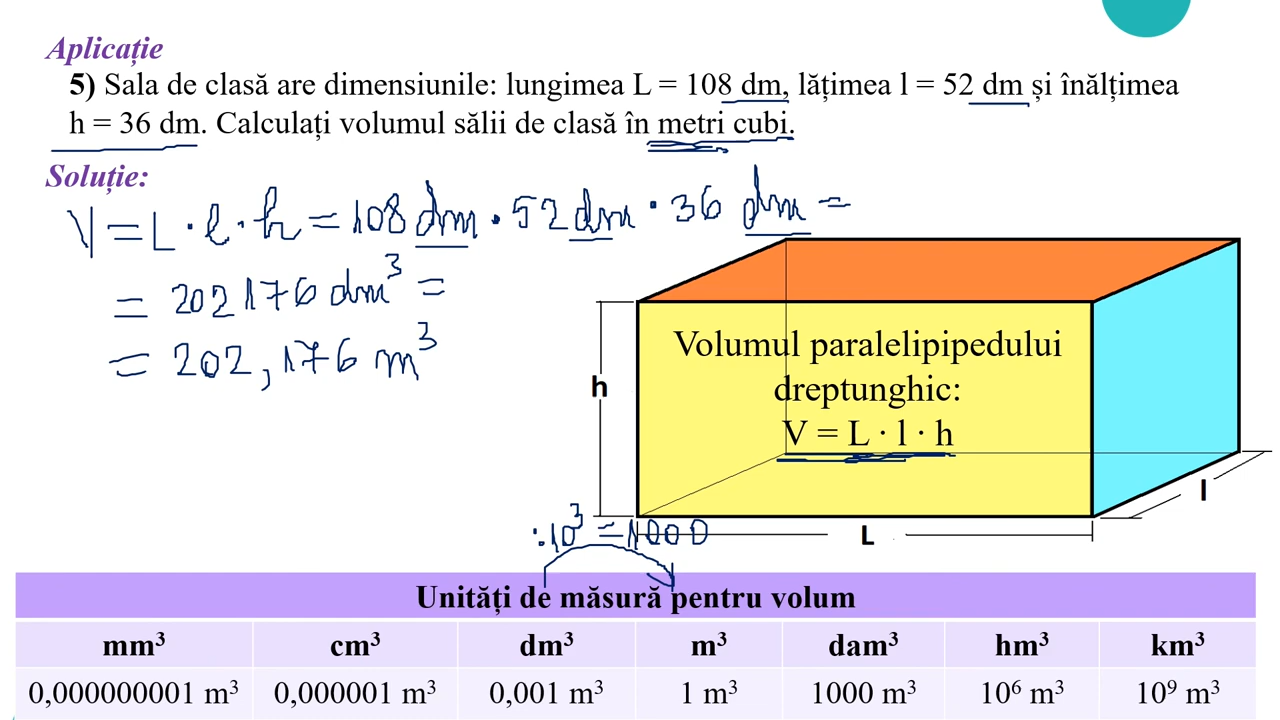 Aplicație
5) Sala de clasă are dimensiunile: lungimea L = 108 dm, lățimea l = 52 dm și înălțimea
h = 36 dm. Calculați volumul sălii de clasă în metri cubi.
Soluție:
V = L · l · h = 108 dm · 52 dm · 36 dm =
= 202176 dm³ =
= 202,176 m³
Volumul paralelipipedului
dreptunghic:
V = L · l · h
h
l
L
:10³ = 1000
Unități de măsură pentru volum
mm³ cm³ dm³ m³ dam³ hm³ km³
0,000000001 m³ 0,000001 m³ 0,001 m³ 1 m³ 1000 m³ 10⁶ m³ 10⁹ m³